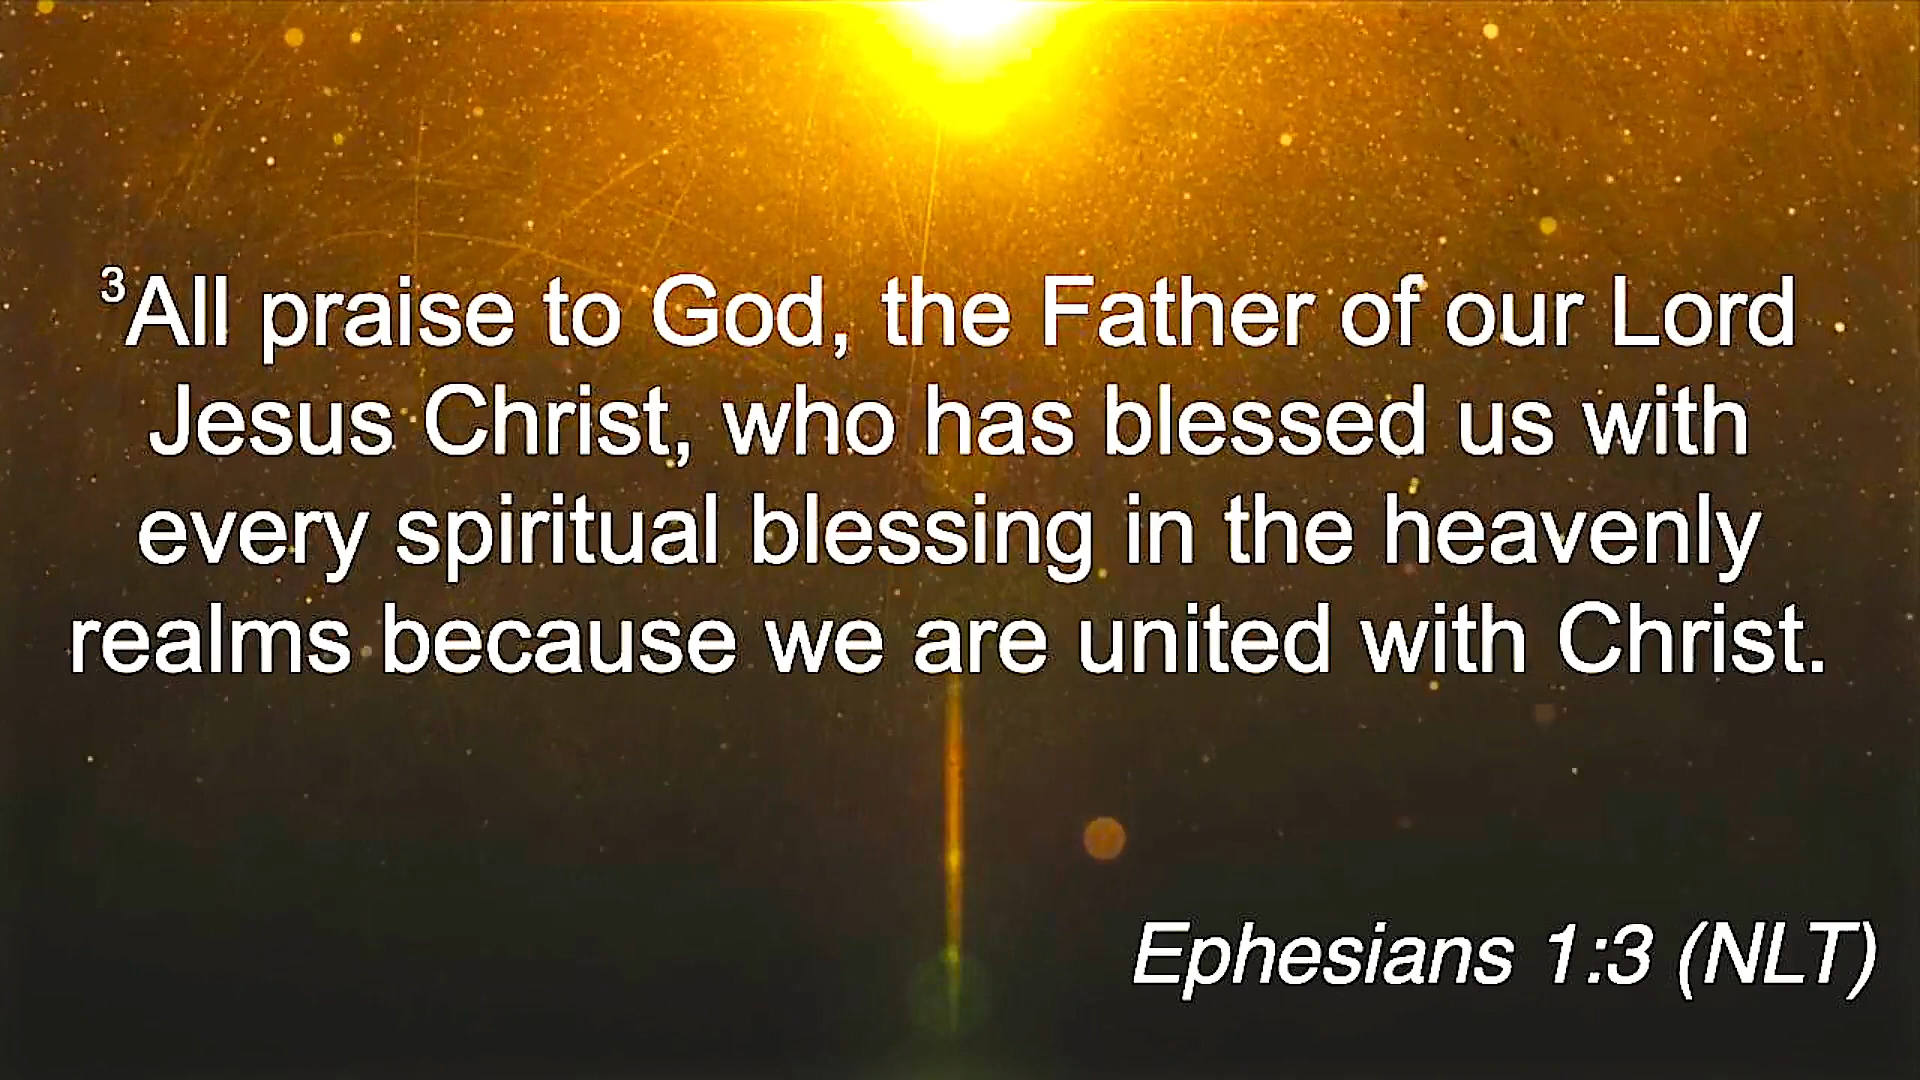 ³All praise to God, the Father of our Lord
Jesus Christ, who has blessed us with
every spiritual blessing in the heavenly
realms because we are united with Christ.
Ephesians 1:3 (NLT)